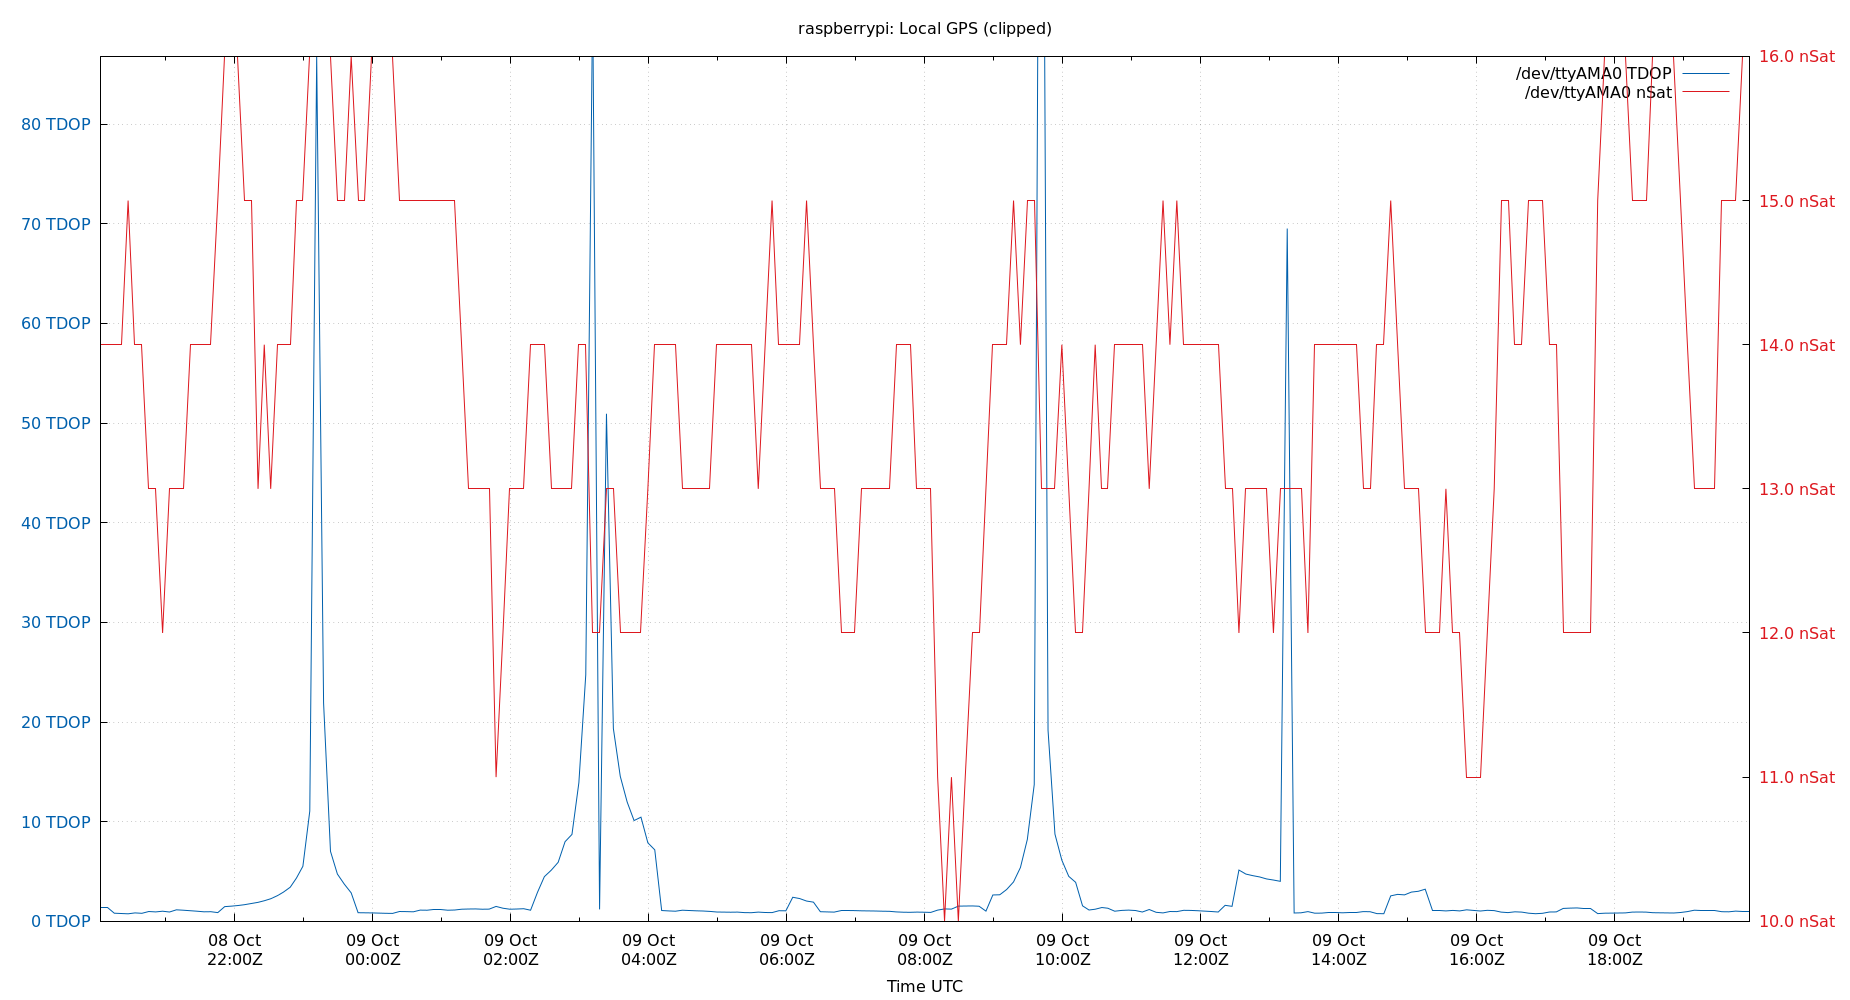 raspberrypi: Local GPS (clipped)
/dev/ttyAMA0 TDOP
/dev/ttyAMA0 nSat
80 TDOP
70 TDOP
60 TDOP
50 TDOP
40 TDOP
30 TDOP
20 TDOP
10 TDOP
0 TDOP
16.0 nSat
15.0 nSat
14.0 nSat
13.0 nSat
12.0 nSat
11.0 nSat
10.0 nSat
08 Oct
22:00Z
09 Oct
00:00Z
09 Oct
02:00Z
09 Oct
04:00Z
09 Oct
06:00Z
09 Oct
08:00Z
09 Oct
10:00Z
09 Oct
12:00Z
09 Oct
14:00Z
09 Oct
16:00Z
09 Oct
18:00Z
Time UTC